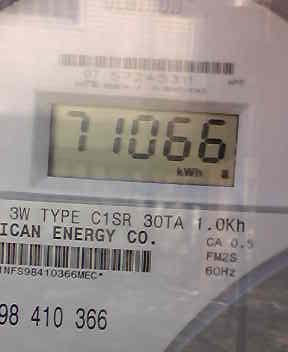 71066
kWh
3W TYPE C1SR 30TA 1.0Kh
ICAN ENERGY CO.
CA 0.5
FM2S
60Hz
1NFS98410366MEC*
98 410 366